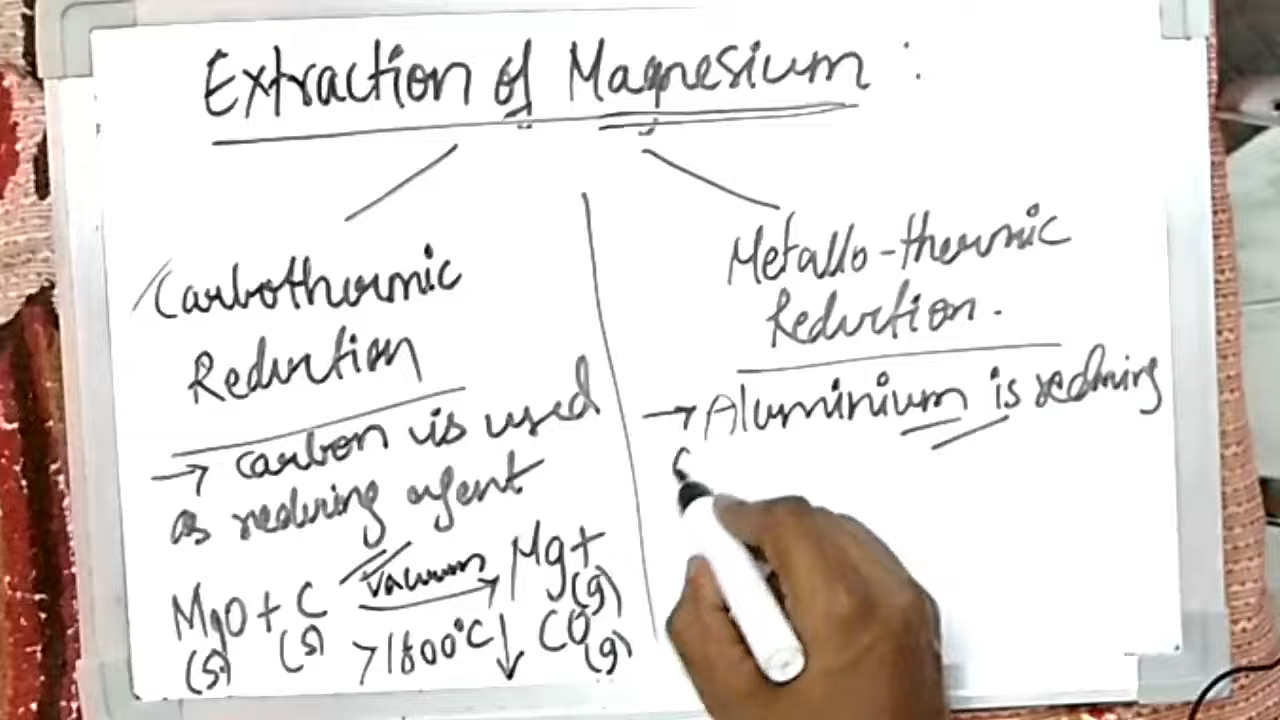 Extraction of Magnesium :
Carbothermic
Reduction
→ carbon is used
as reducing agent
MgO + C vacuum → Mg +
(s) (s) >1800°C ↓ (g)
CO
(g)
Metallo-thermic
Reduction.
→ Aluminium is reducing